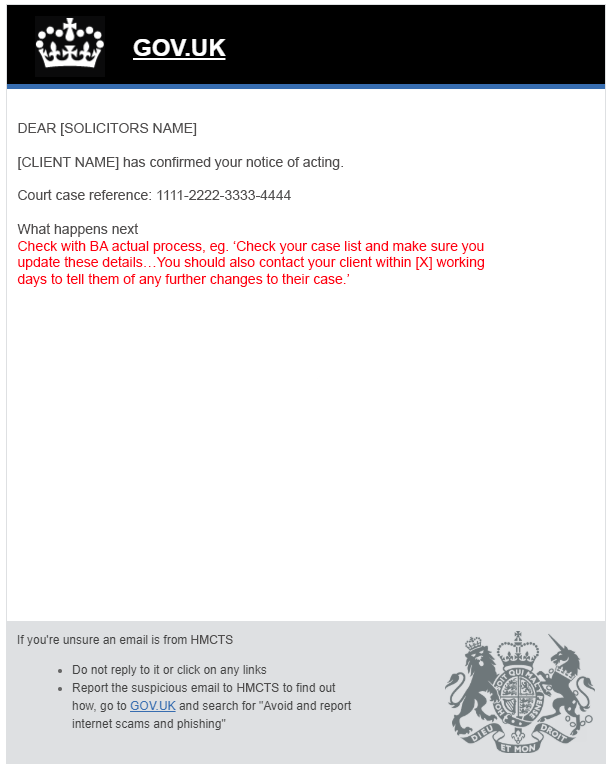 GOV.UK
DEAR [SOLICITORS NAME]
[CLIENT NAME] has confirmed your notice of acting.
Court case reference: 1111-2222-3333-4444
What happens next
Check with BA actual process, eg. ‘Check your case list and make sure you
update these details…You should also contact your client within [X] working
days to tell them of any further changes to their case.’
If you're unsure an email is from HMCTS
• Do not reply to it or click on any links
• Report the suspicious email to HMCTS to find out
how, go to GOV.UK and search for "Avoid and report
internet scams and phishing"
DIEU ET MON DROIT